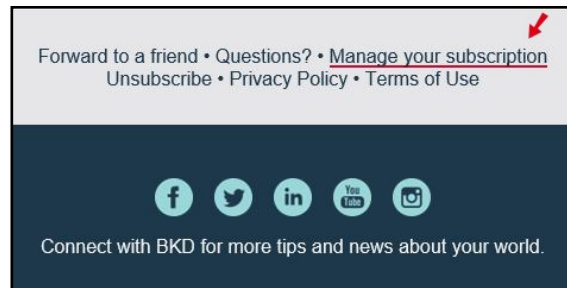 Forward to a friend • Questions? • Manage your subscription
Unsubscribe • Privacy Policy • Terms of Use
f in You Tube
Connect with BKD for more tips and news about your world.